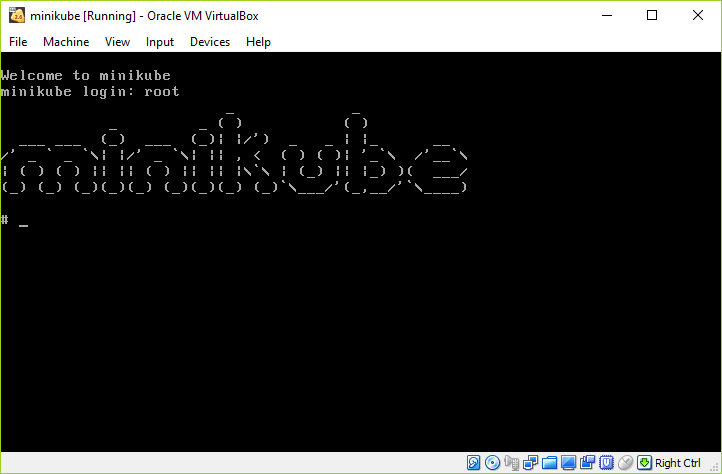 minikube [Running] - Oracle VM VirtualBox
File Machine View Input Devices Help
Welcome to minikube
minikube login: root
minikube
# _
Right Ctrl